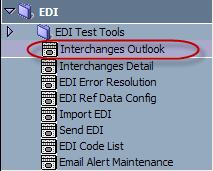 EDI
EDI Test Tools
Interchanges Outlook
Interchanges Detail
EDI Error Resolution
EDI Ref Data Config
Import EDI
Send EDI
EDI Code List
Email Alert Maintenance